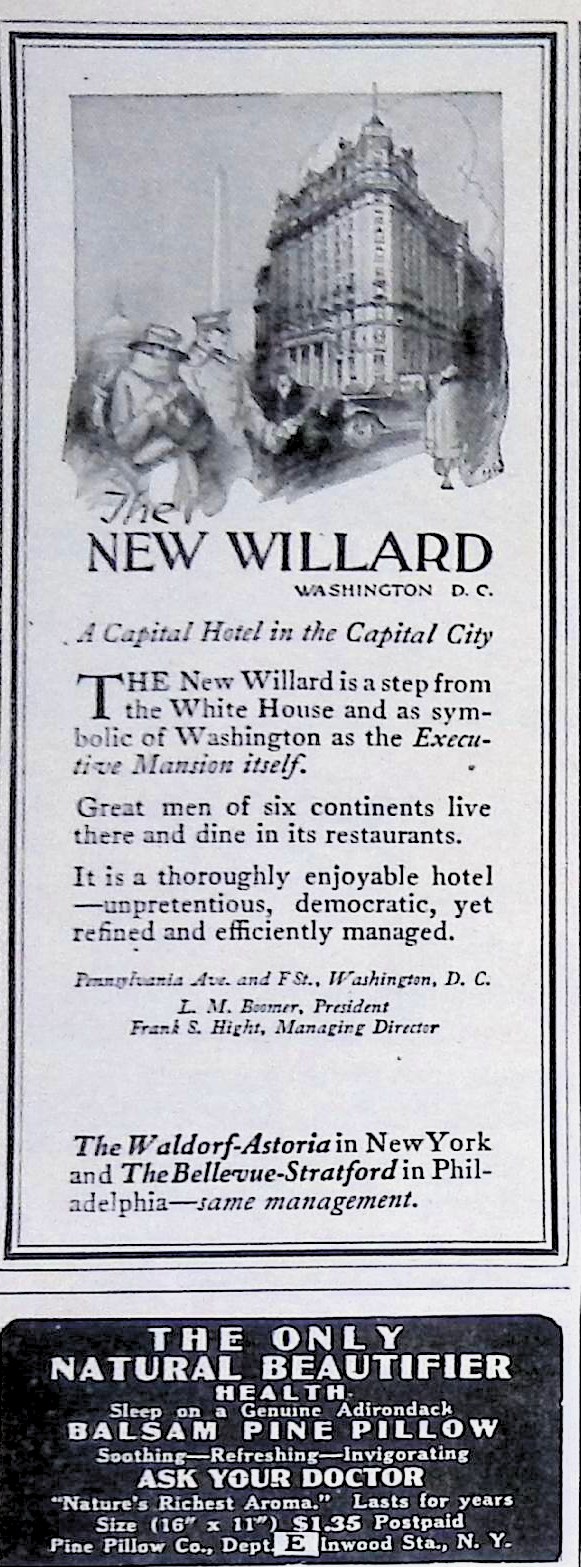 The
NEW WILLARD
WASHINGTON D. C.
A Capital Hotel in the Capital City
THE New Willard is a step from
the White House and as sym-
bolic of Washington as the Execu-
tive Mansion itself.
Great men of six continents live
there and dine in its restaurants.
It is a thoroughly enjoyable hotel
—unpretentious, democratic, yet
refined and efficiently managed.
Pennsylvania Ave. and F St., Washington, D. C.
L. M. Boomer, President
Frank S. Hight, Managing Director
The Waldorf-Astoria in New York
and The Bellevue-Stratford in Phil-
adelphia—same management.
THE ONLY
NATURAL BEAUTIFIER
HEALTH-
Sleep on a Genuine Adirondack
BALSAM PINE PILLOW
Soothing—Refreshing—Invigorating
ASK YOUR DOCTOR
"Nature's Richest Aroma." Lasts for years
Size (16" x 11") $1.35 Postpaid
Pine Pillow Co., Dept. E Inwood Sta., N. Y.